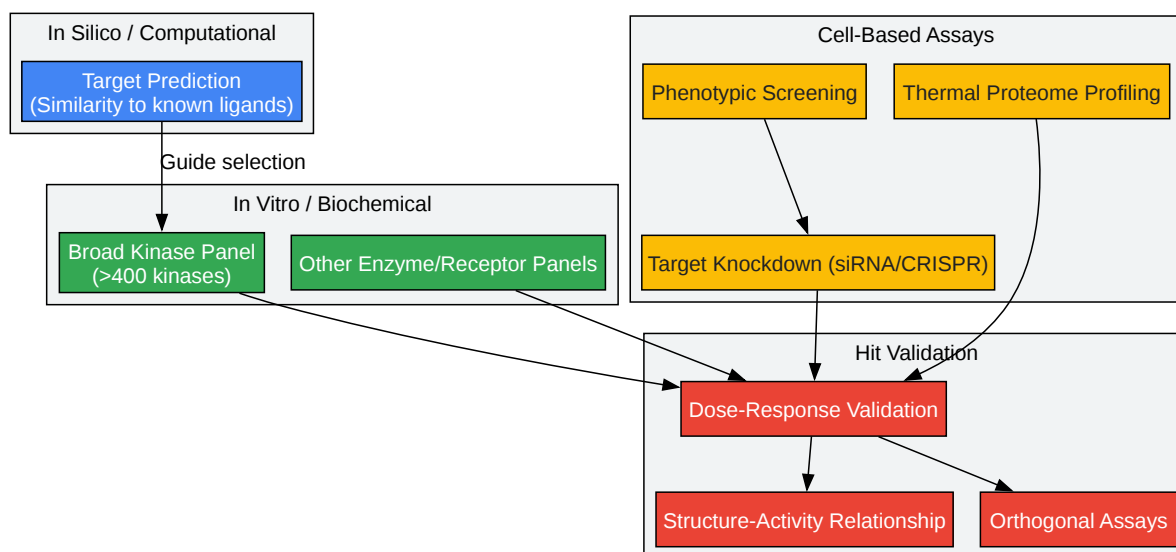 In Silico / Computational
Target Prediction
(Similarity to known ligands)
Guide selection
In Vitro / Biochemical
Broad Kinase Panel
(>400 kinases)
Other Enzyme/Receptor Panels
Cell-Based Assays
Phenotypic Screening
Thermal Proteome Profiling
Target Knockdown (siRNA/CRISPR)
Hit Validation
Dose-Response Validation
Structure-Activity Relationship
Orthogonal Assays